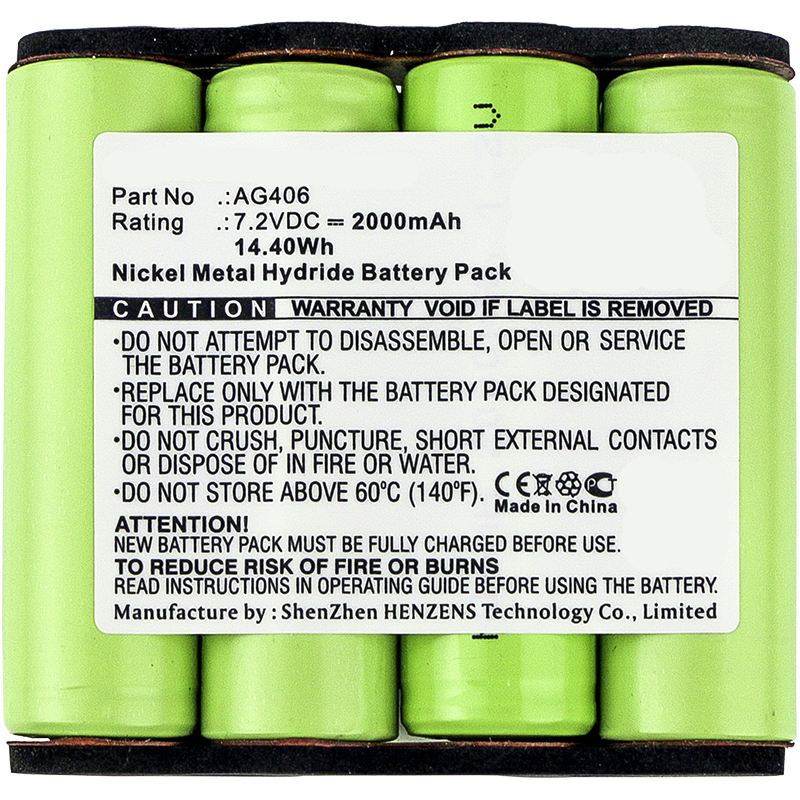 Part No .:AG406
Rating .:7.2VDC ⎓ 2000mAh
14.40Wh
Nickel Metal Hydride Battery Pack
CAUTION WARRANTY VOID IF LABEL IS REMOVED
·DO NOT ATTEMPT TO DISASSEMBLE, OPEN OR SERVICE
THE BATTERY PACK.
·REPLACE ONLY WITH THE BATTERY PACK DESIGNATED
FOR THIS PRODUCT.
·DO NOT CRUSH, PUNCTURE, SHORT EXTERNAL CONTACTS
OR DISPOSE OF IN FIRE OR WATER.
·DO NOT STORE ABOVE 60°C (140°F). CE PCT
Made In China
ATTENTION!
NEW BATTERY PACK MUST BE FULLY CHARGED BEFORE USE.
TO REDUCE RISK OF FIRE OR BURNS
READ INSTRUCTIONS IN OPERATING GUIDE BEFORE USING THE BATTERY.
Manufacture by : ShenZhen HENZENS Technology Co., Limited